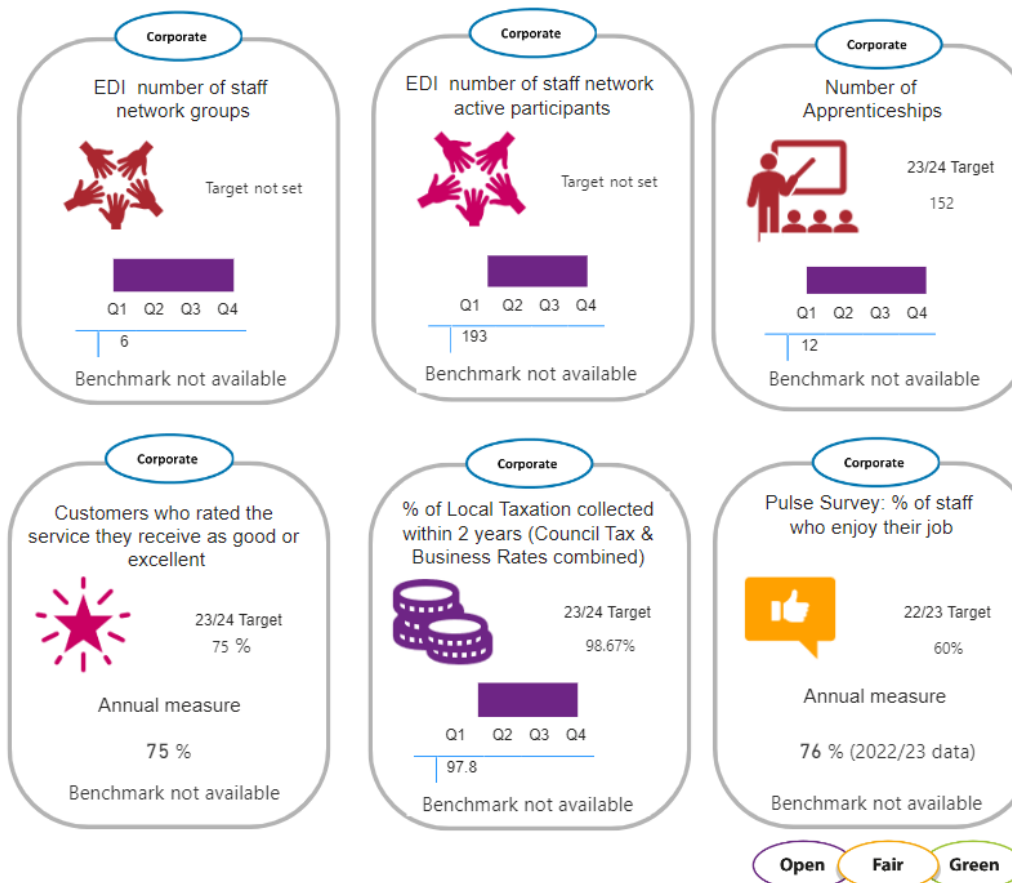 Corporate
EDI number of staff
network groups
Target not set
Q1 Q2 Q3 Q4
6
Benchmark not available
Corporate
EDI number of staff network
active participants
Target not set
Q1 Q2 Q3 Q4
193
Benchmark not available
Corporate
Number of
Apprenticeships
23/24 Target
152
Q1 Q2 Q3 Q4
12
Benchmark not available
Corporate
Customers who rated the
service they receive as good or
excellent
23/24 Target
75 %
Annual measure
75 %
Benchmark not available
Corporate
% of Local Taxation collected
within 2 years (Council Tax &
Business Rates combined)
23/24 Target
98.67%
Q1 Q2 Q3 Q4
97.8
Benchmark not available
Corporate
Pulse Survey: % of staff
who enjoy their job
22/23 Target
60%
Annual measure
76 % (2022/23 data)
Benchmark not available
Open Fair Green